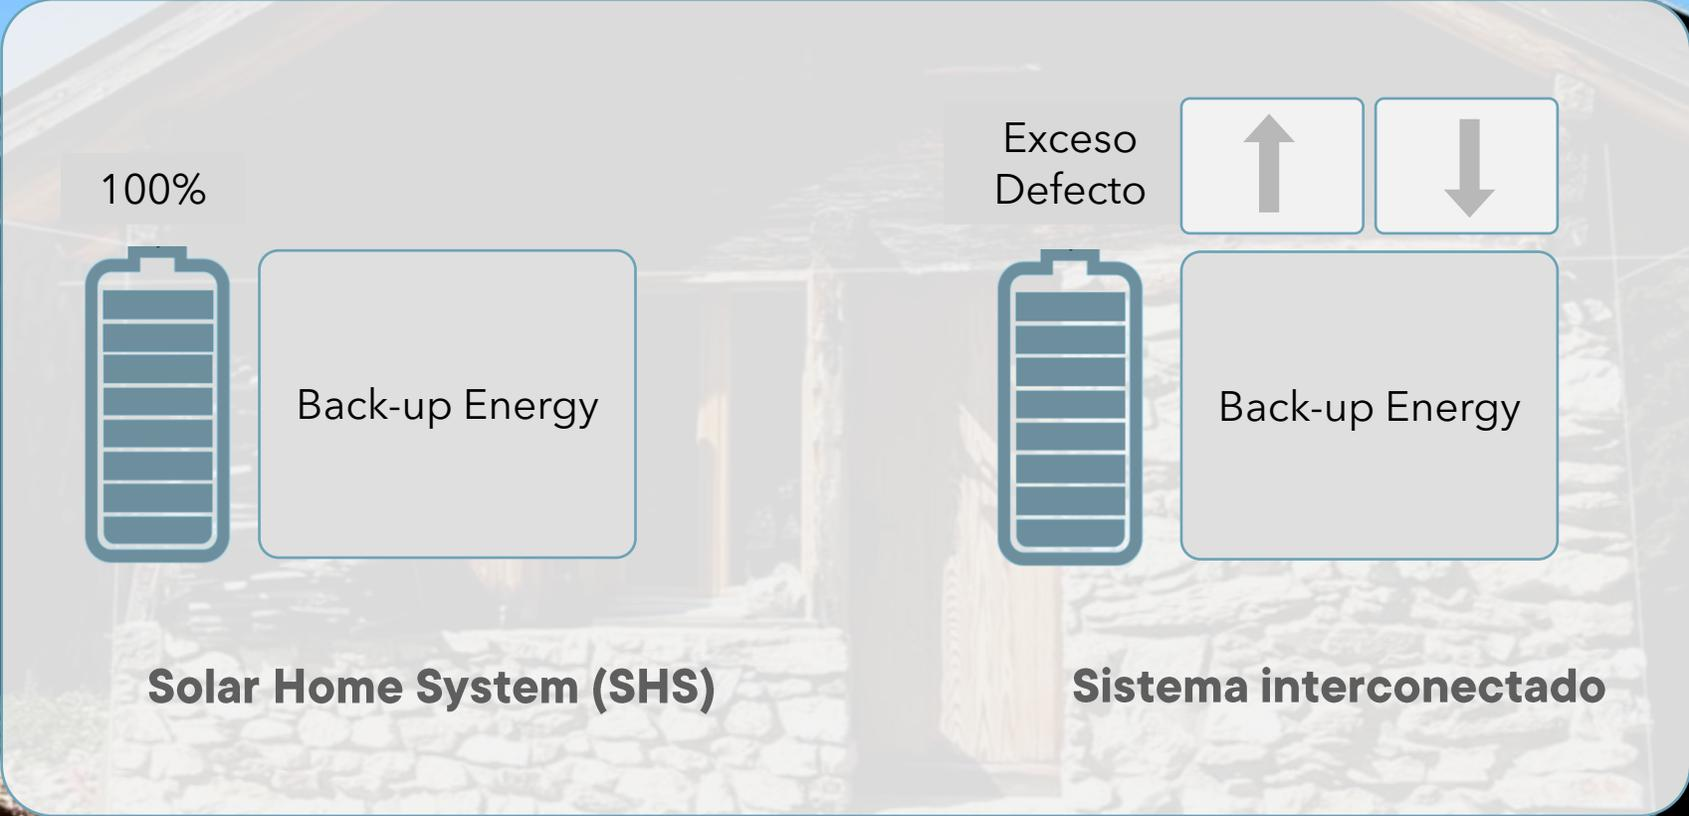 100%
Back-up Energy
Solar Home System (SHS)
Exceso
Defecto
Back-up Energy
Sistema interconectado